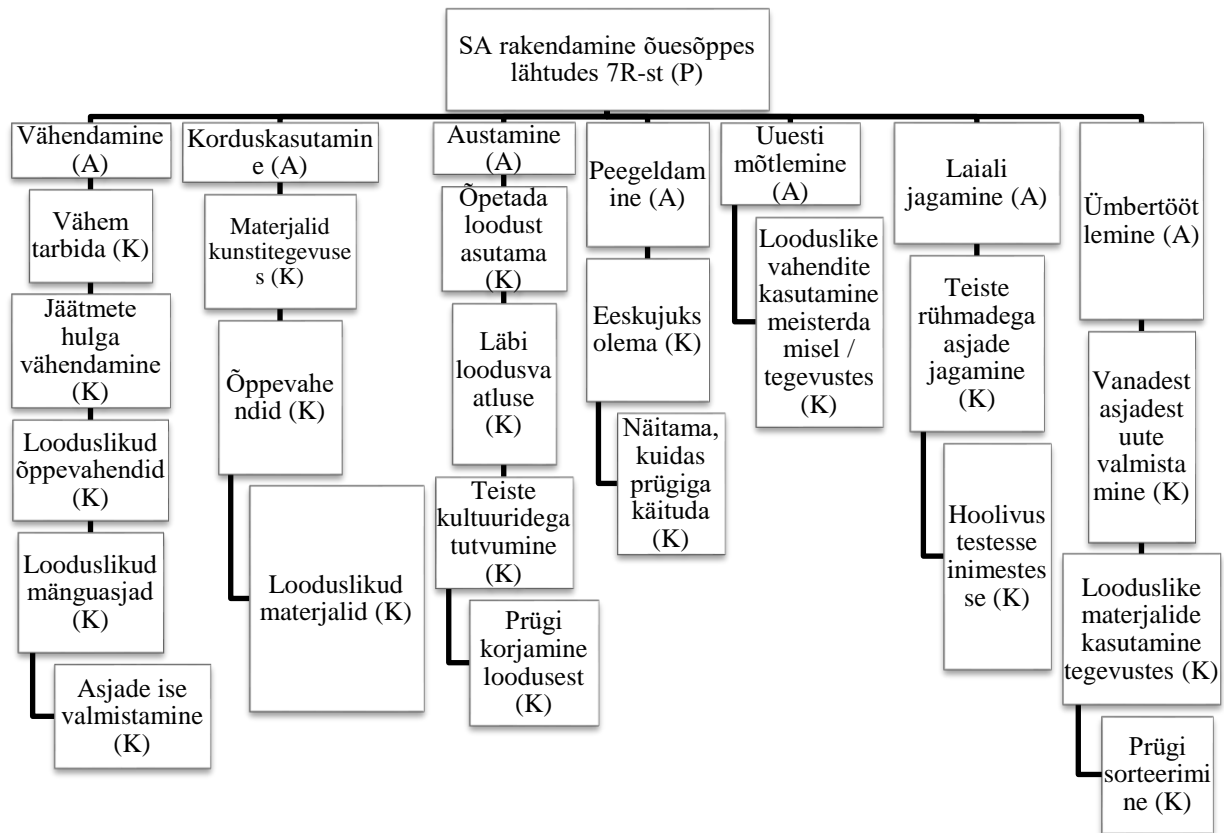 SA rakendamine õuesõppes
lähtudes 7R-st (P)
Vähendamine
(A)
Vähem
tarbida (K)
Jäätmete
hulga
vähendamine
(K)
Looduslikud
õppevahendid
(K)
Looduslikud
mänguasjad
(K)
Asjade ise
valmistamine
(K)
Korduskasutamin
e (A)
Materjalid
kunstitegevuse
s (K)
Õppevahe
ndid (K)
Looduslikud
materjalid (K)
Austamine
(A)
Õpetada
loodust
asutama
(K)
Läbi
loodusva
atluse
(K)
Teiste
kultuuridega
tutvumine
(K)
Prügi
korjamine
loodusest
(K)
Peegeldam
ine (A)
Eeskujuks
olema (K)
Näitama,
kuidas
prügiga
käituda
(K)
Uuesti
mõtlemine
(A)
Looduslike
vahendite
kasutamine
meisterda
misel /
tegevustes
(K)
Laiali
jagamine (A)
Teiste
rühmadega
asjade
jagamine
(K)
Hoolivus
testesse
inimestes
se (K)
Ümbertööt
lemine (A)
Vanadest
asjadest
uute
valmista
mine (K)
Looduslike
materjalide
kasutamine
tegevustes (K)
Prügi
sorteerimi
ne (K)